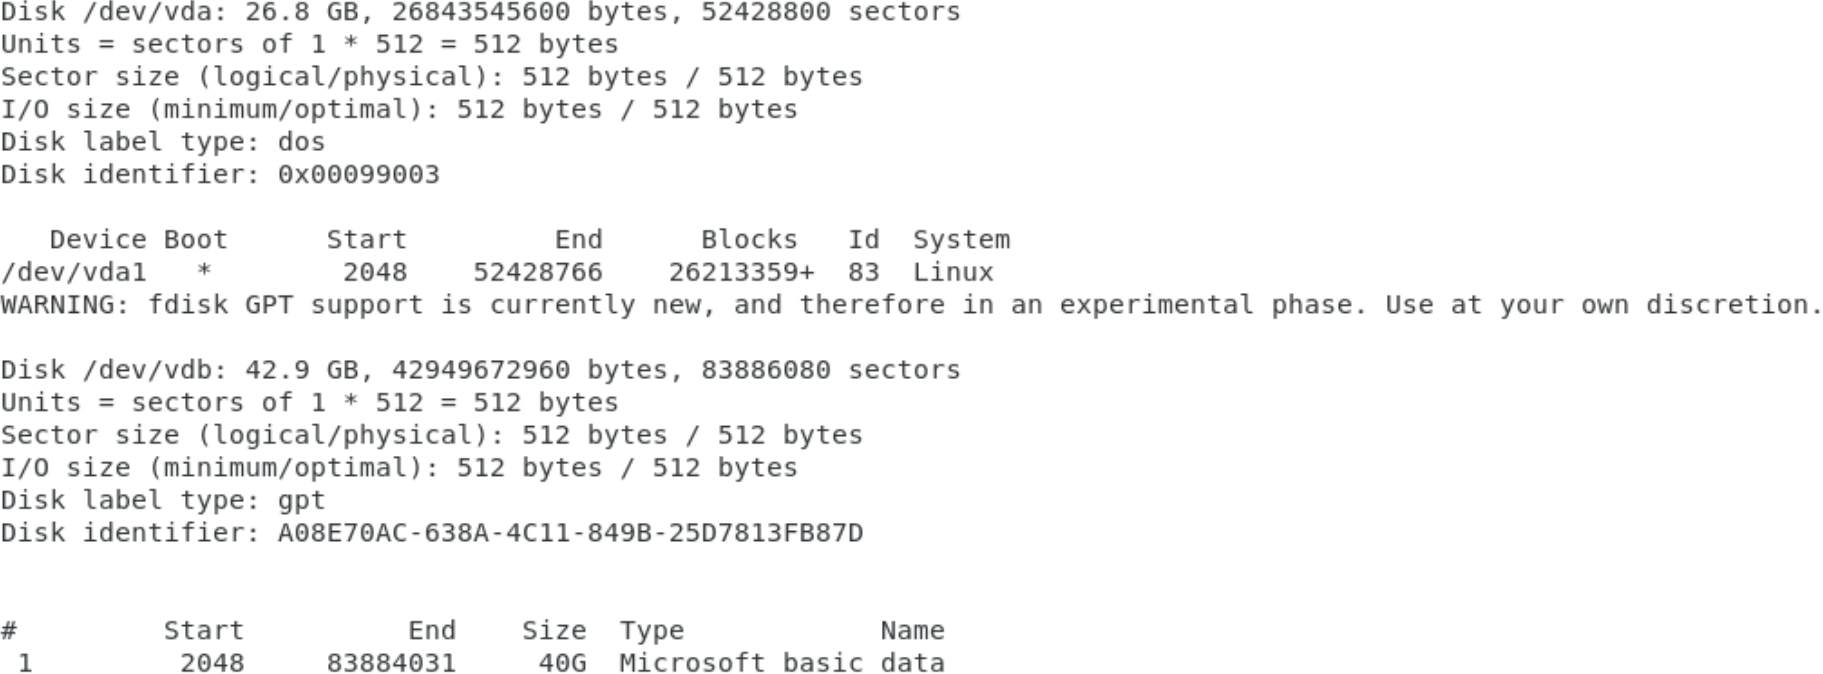 Disk /dev/vda: 26.8 GB, 26843545600 bytes, 52428800 sectors
Units = sectors of 1 * 512 = 512 bytes
Sector size (logical/physical): 512 bytes / 512 bytes
I/O size (minimum/optimal): 512 bytes / 512 bytes
Disk label type: dos
Disk identifier: 0x00099003
   Device Boot      Start         End      Blocks   Id  System
/dev/vda1   *        2048    52428766    26213359+  83  Linux
WARNING: fdisk GPT support is currently new, and therefore in an experimental phase. Use at your own discretion.
Disk /dev/vdb: 42.9 GB, 42949672960 bytes, 83886080 sectors
Units = sectors of 1 * 512 = 512 bytes
Sector size (logical/physical): 512 bytes / 512 bytes
I/O size (minimum/optimal): 512 bytes / 512 bytes
Disk label type: gpt
Disk identifier: A08E70AC-638A-4C11-849B-25D7813FB87D
#         Start          End    Size  Type            Name
 1         2048     83884031     40G  Microsoft basic data